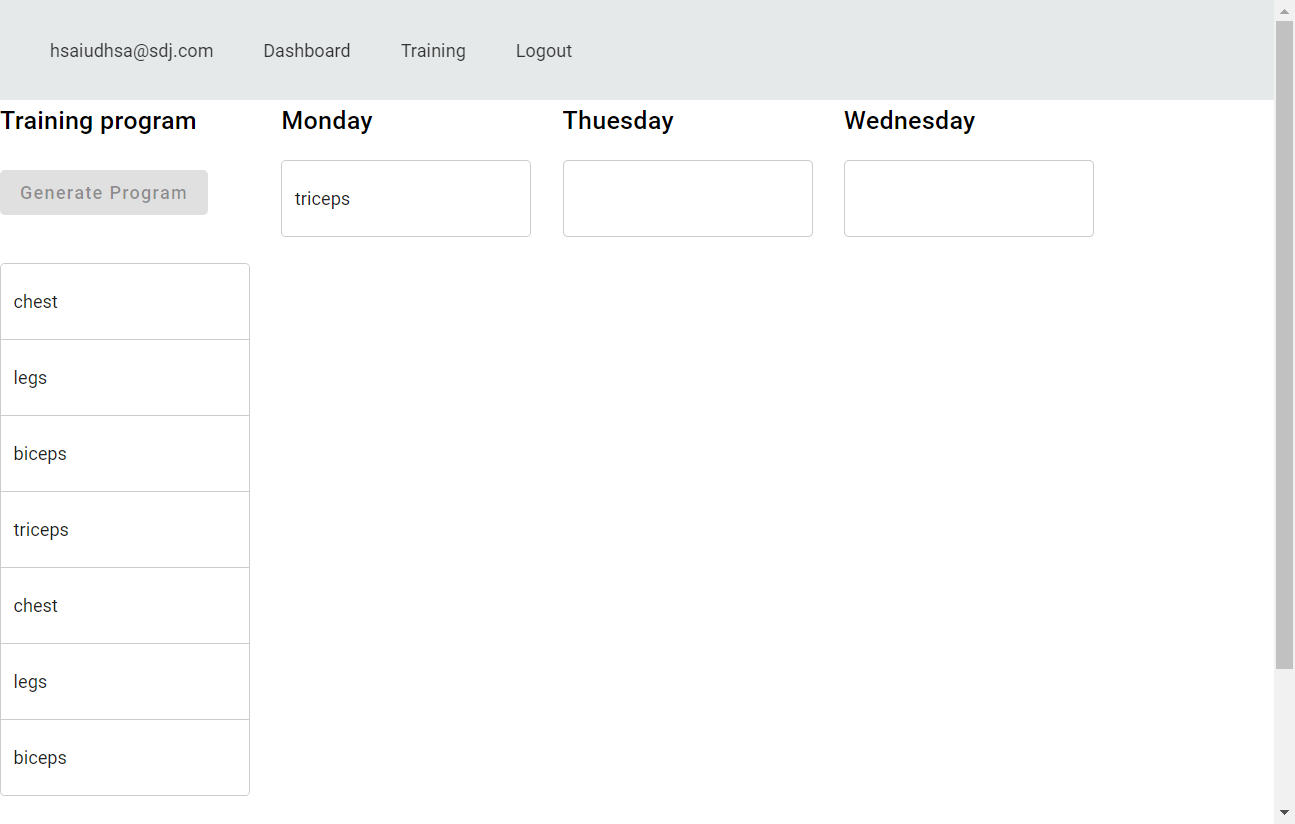 hsaiudhsa@sdj.com Dashboard Training Logout
Training program
Generate Program
chest
legs
biceps
triceps
chest
legs
biceps
Monday
triceps
Thuesday
Wednesday